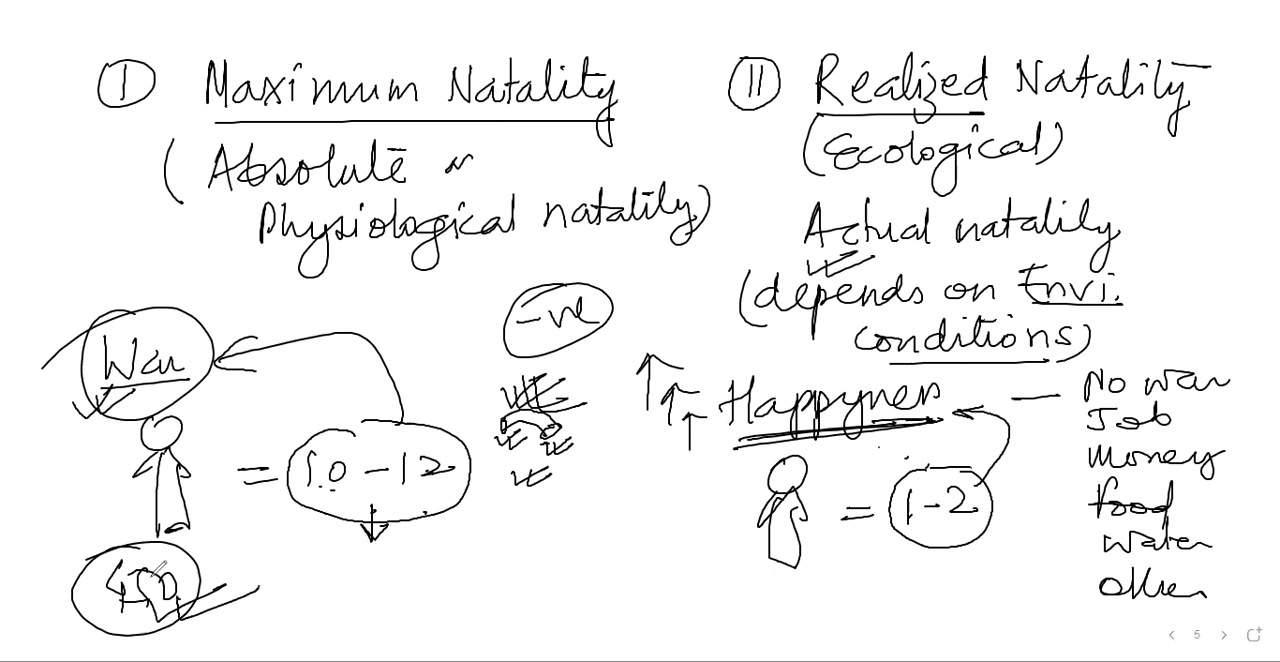 I Maximum Natality
(Absolute or
Physiological natality)
War
= 10-12
-ve
II Realized Natality
(Ecological)
Actual natality
(depends on Envi.
conditions)
Happyness — No war
Job
Money
food
water
other
= 1-2
5